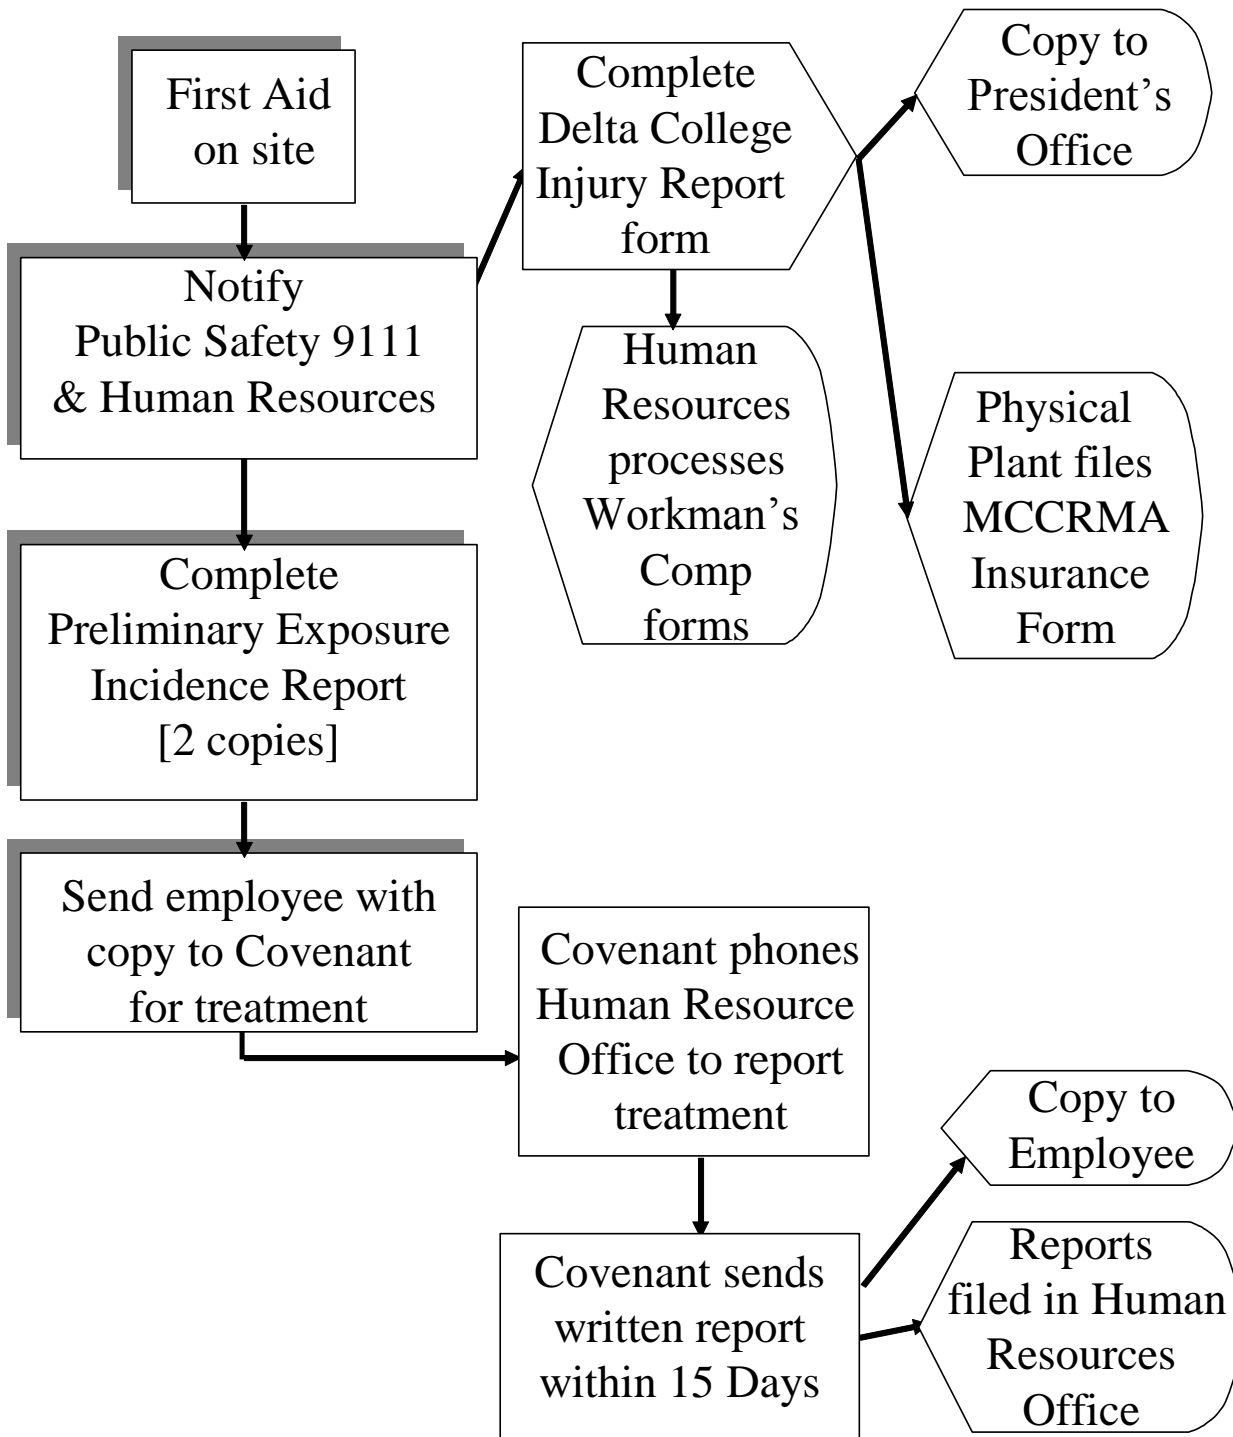 First Aid
on site
Notify
Public Safety 9111
& Human Resources
Complete
Preliminary Exposure
Incidence Report
[2 copies]
Send employee with
copy to Covenant
for treatment
Complete
Delta College
Injury Report
form
Copy to
President's
Office
Human
Resources
processes
Workman's
Comp
forms
Physical
Plant files
MCCRMA
Insurance
Form
Covenant phones
Human Resource
Office to report
treatment
Covenant sends
written report
within 15 Days
Copy to
Employee
Reports
filed in Human
Resources
Office